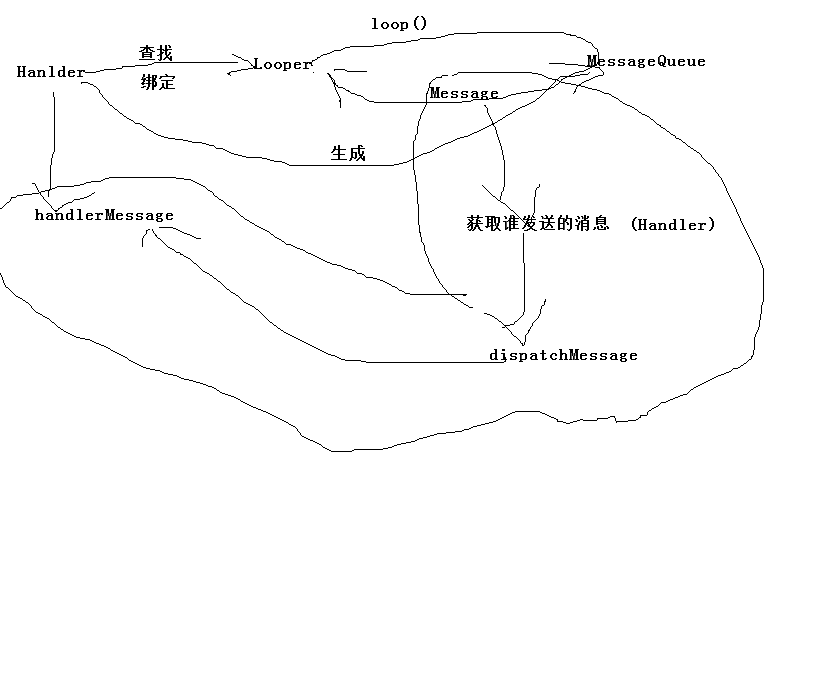 loop()
查找
Hanlder
Looper
MessageQueue
绑定
Message
生成
handlerMessage
获取谁发送的消息 (Handler)
dispatchMessage